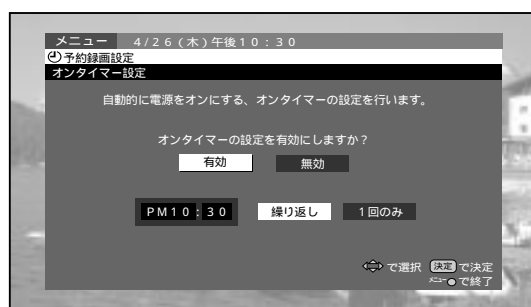 メニュー 4/26(木)午後10:30
予約録画設定
オンタイマー設定
自動的に電源をオンにする、オンタイマーの設定を行います。
オンタイマーの設定を有効にしますか？
有効 無効
PM10:30 繰り返し 1回のみ
で選択 決定 で決定
メニュー で終了